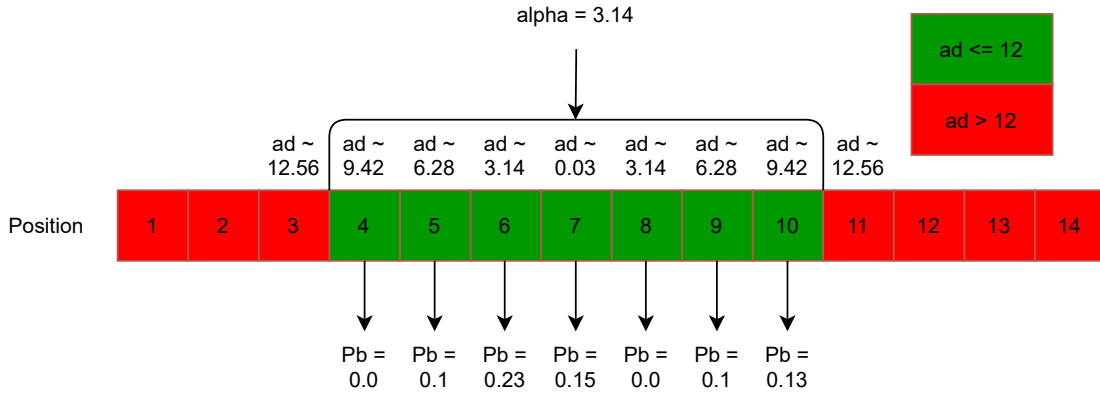 alpha = 3.14
ad <= 12
ad > 12
ad ~ ad ~ ad ~ ad ~ ad ~ ad ~ ad ~ ad ~ ad ~
12.56 9.42 6.28 3.14 0.03 3.14 6.28 9.42 12.56
Position 1 2 3 4 5 6 7 8 9 10 11 12 13 14
Pb = Pb = Pb = Pb = Pb = Pb = Pb =
0.0 0.1 0.23 0.15 0.0 0.1 0.13